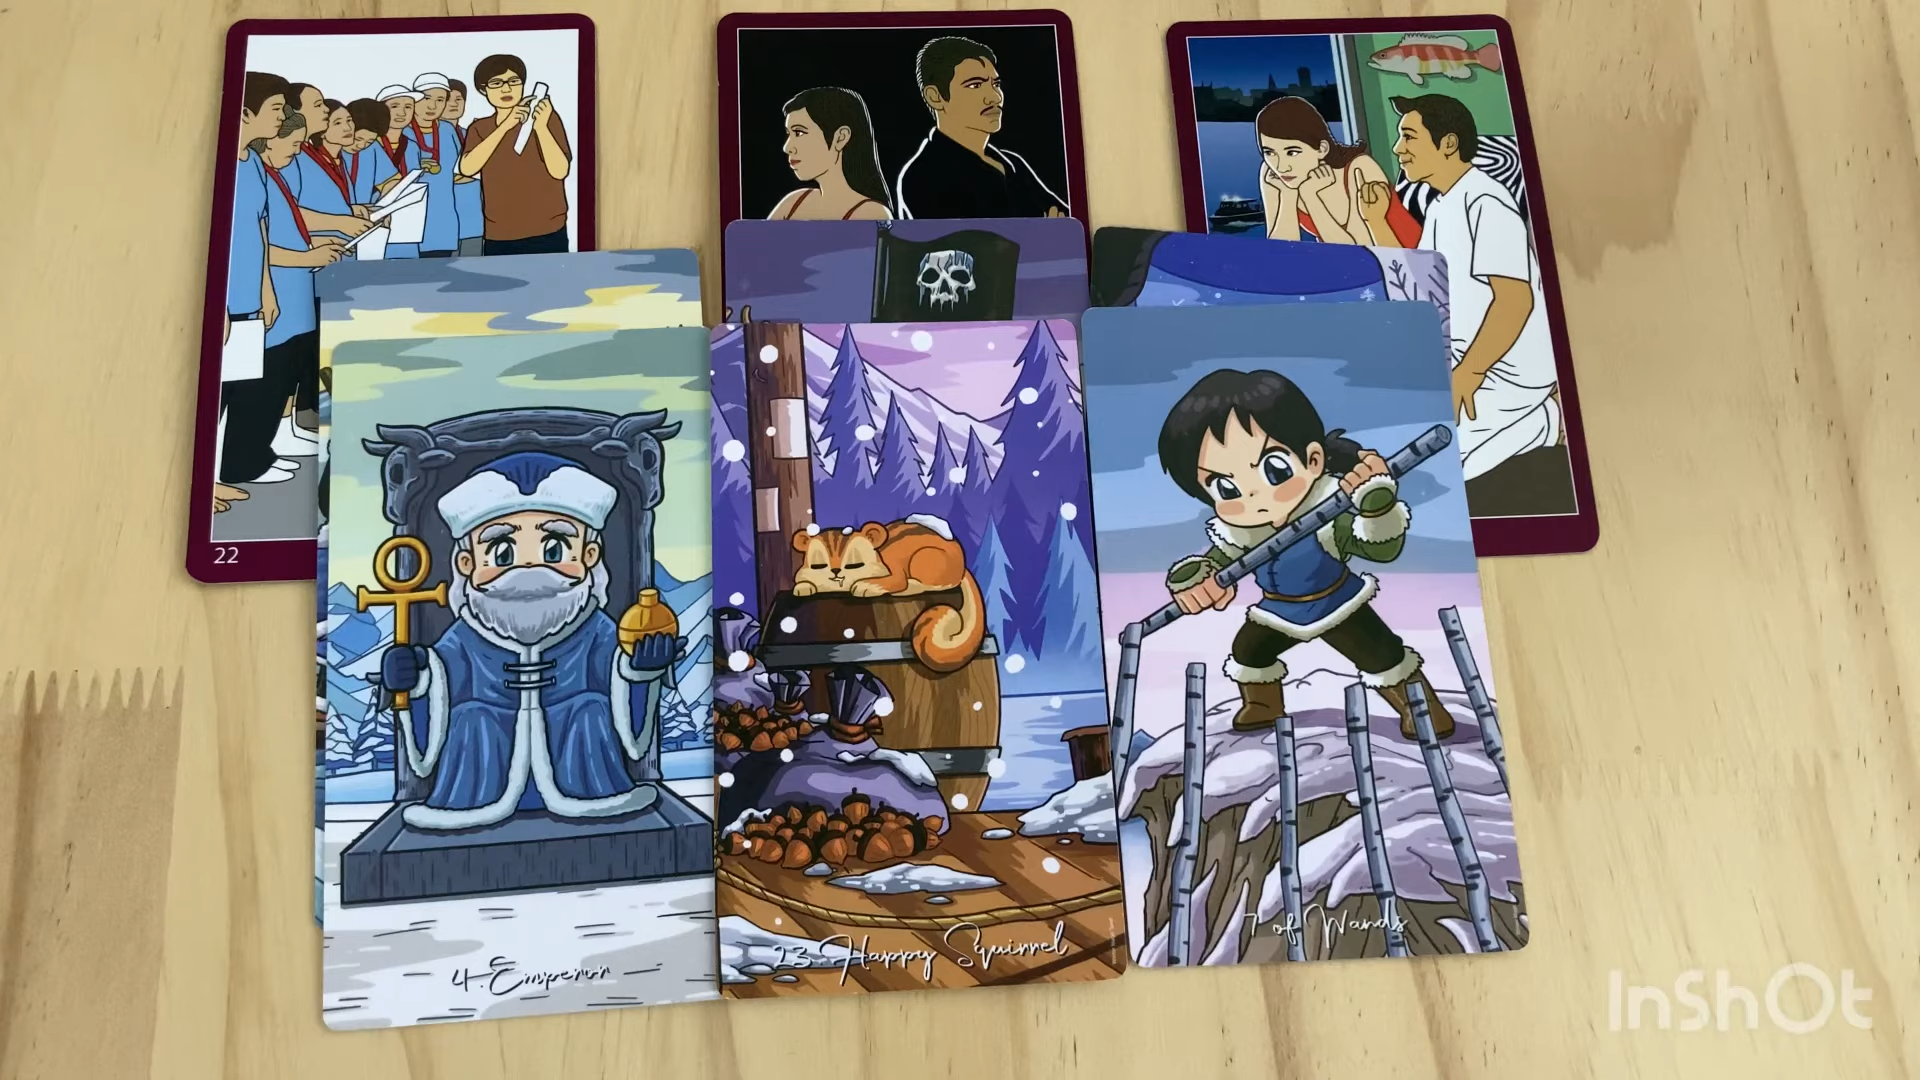 22
4. Emperor
23. Happy Squirrel
7 of Wands
InShOt